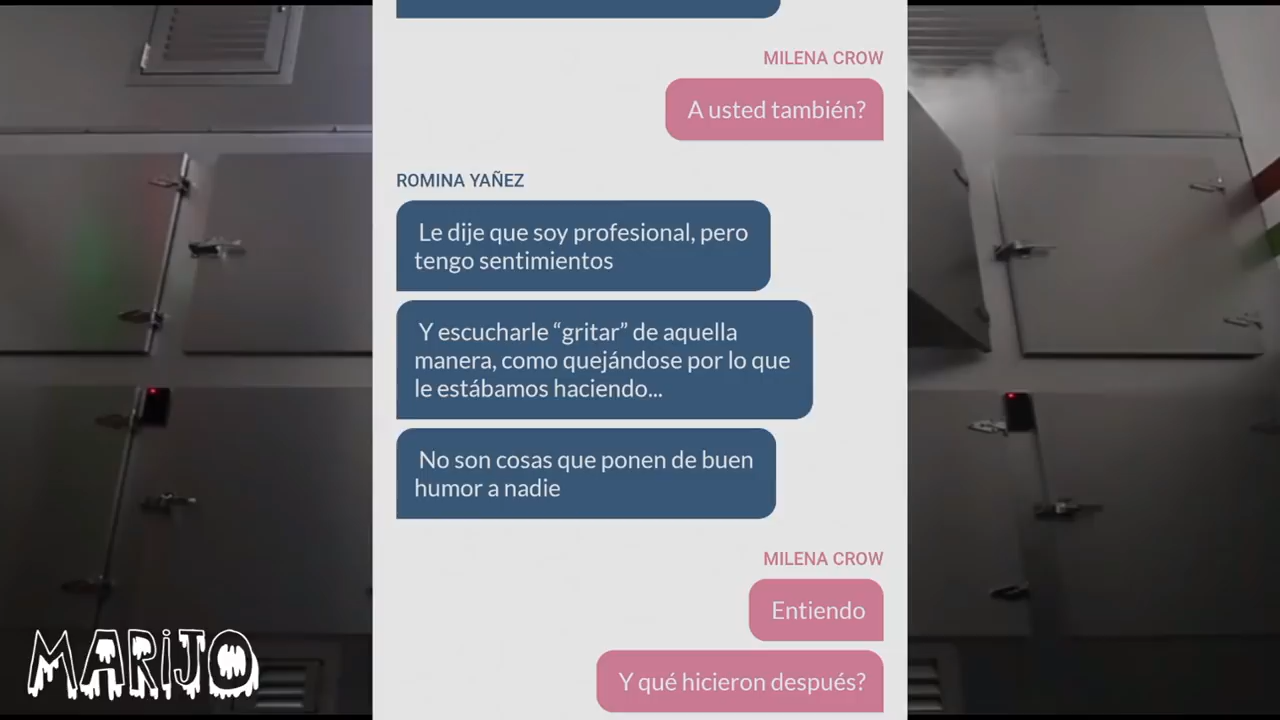 MILENA CROW
A usted también?
ROMINA YAÑEZ
Le dije que soy profesional, pero
tengo sentimientos
Y escucharle “gritar” de aquella
manera, como quejándose por lo que
le estábamos haciendo...
No son cosas que ponen de buen
humor a nadie
MILENA CROW
Entiendo
Y qué hicieron después?
MARiJO